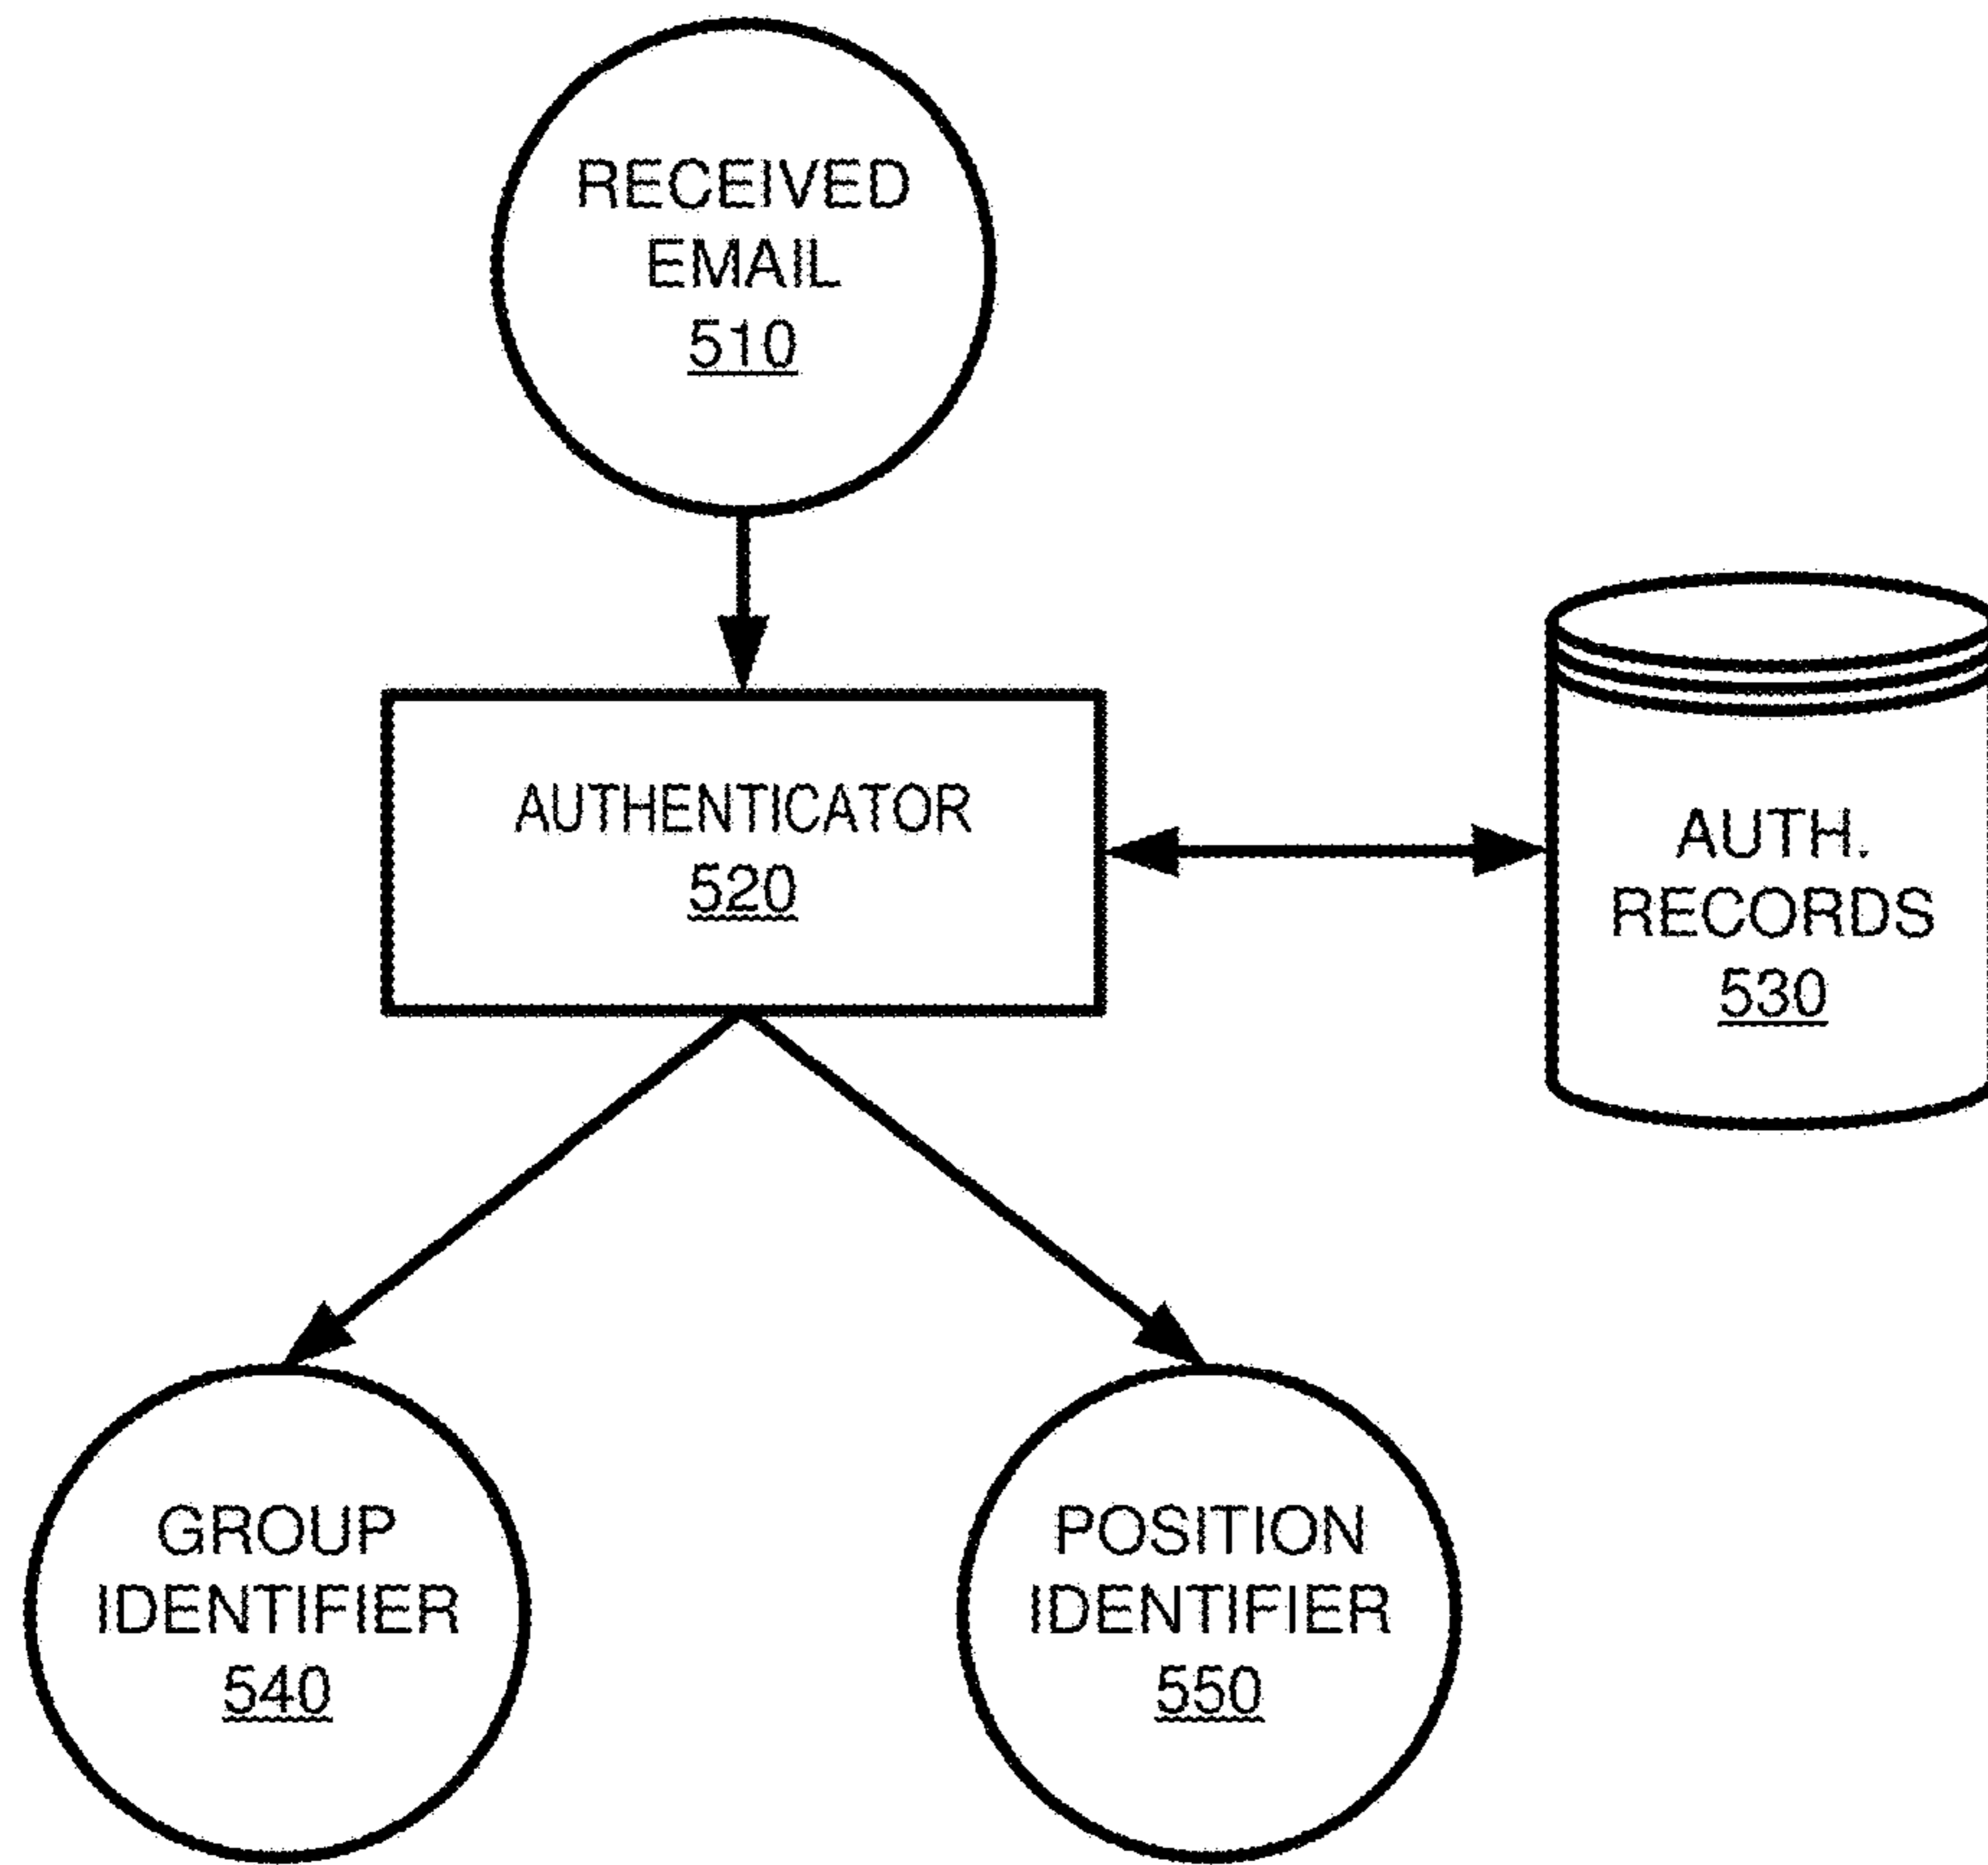 RECEIVED
EMAIL
510
AUTHENTICATOR
520
AUTH.
RECORDS
530
GROUP
IDENTIFIER
540
POSITION
IDENTIFIER
550